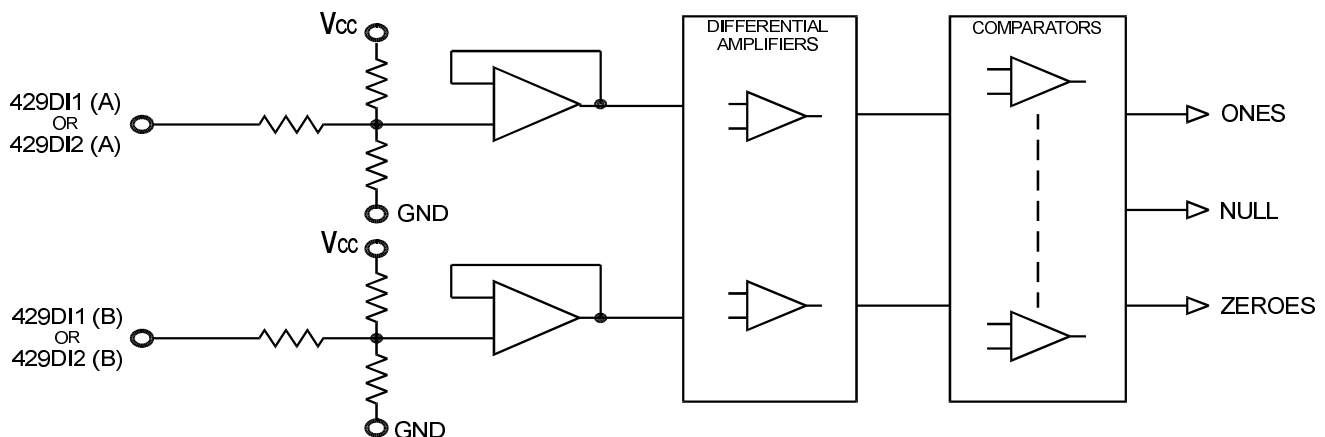 Vcc
429DI1 (A)
OR
429DI2 (A)
GND
Vcc
429DI1 (B)
OR
429DI2 (B)
GND
DIFFERENTIAL
AMPLIFIERS
COMPARATORS
ONES
NULL
ZEROES